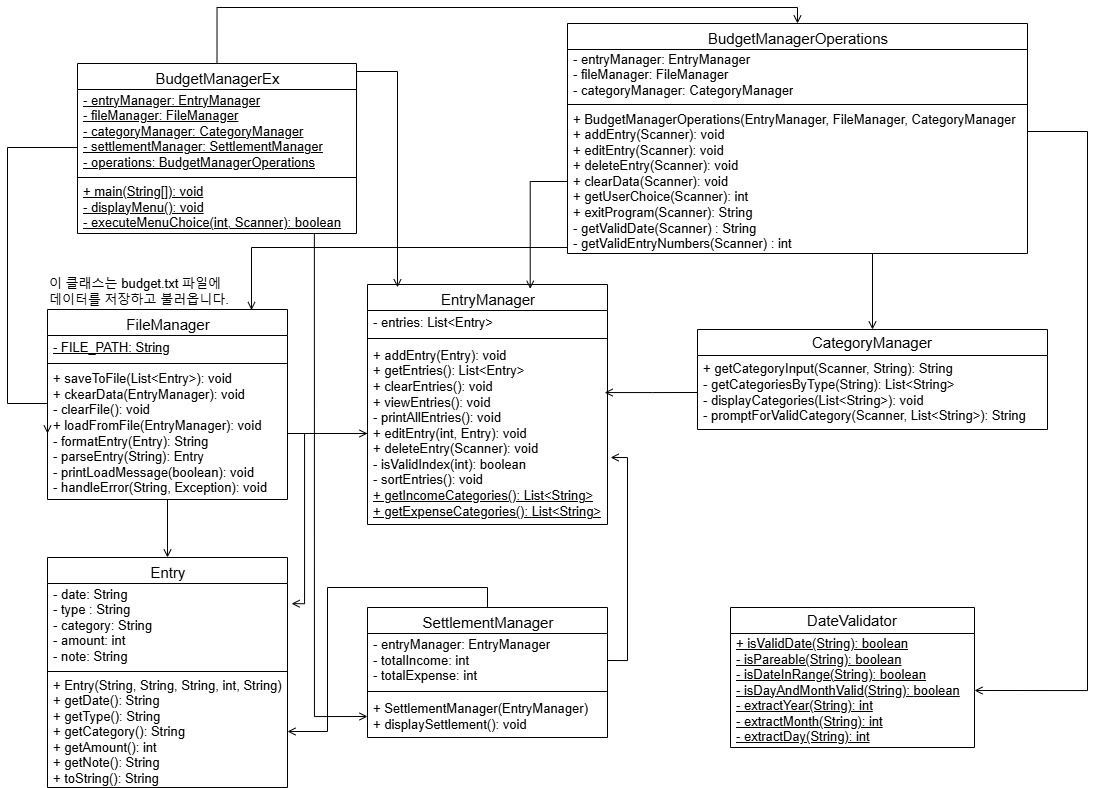 BudgetManagerEx
- entryManager: EntryManager
- fileManager: FileManager
- categoryManager: CategoryManager
- settlementManager: SettlementManager
- operations: BudgetManagerOperations
+ main(String[]): void
- displayMenu(): void
- executeMenuChoice(int, Scanner): boolean
BudgetManagerOperations
- entryManager: EntryManager
- fileManager: FileManager
- categoryManager: CategoryManager
+ BudgetManagerOperations(EntryManager, FileManager, CategoryManager
+ addEntry(Scanner): void
+ editEntry(Scanner): void
+ deleteEntry(Scanner): void
+ clearData(Scanner): void
+ getUserChoice(Scanner): int
+ exitProgram(Scanner): String
- getValidDate(Scanner) : String
- getValidEntryNumbers(Scanner) : int
이 클래스는 budget.txt 파일에
데이터를 저장하고 불러옵니다.
FileManager
- FILE_PATH: String
+ saveToFile(List<Entry>): void
+ ckearData(EntryManager): void
- clearFile(): void
+ loadFromFile(EntryManager): void
- formatEntry(Entry): String
- parseEntry(String): Entry
- printLoadMessage(boolean): void
- handleError(String, Exception): void
EntryManager
- entries: List<Entry>
+ addEntry(Entry): void
+ getEntries(): List<Entry>
+ clearEntries(): void
+ viewEntries(): void
- printAllEntries(): void
+ editEntry(int, Entry): void
+ deleteEntry(Scanner): void
- isValidIndex(int): boolean
- sortEntries(): void
+ getIncomeCategories(): List<String>
+ getExpenseCategories(): List<String>
CategoryManager
+ getCategoryInput(Scanner, String): String
- getCategoriesByType(String): List<String>
- displayCategories(List<String>): void
- promptForValidCategory(Scanner, List<String>): String
Entry
- date: String
- type : String
- category: String
- amount: int
- note: String
+ Entry(String, String, String, int, String)
+ getDate(): String
+ getType(): String
+ getCategory(): String
+ getAmount(): int
+ getNote(): String
+ toString(): String
SettlementManager
- entryManager: EntryManager
- totalIncome: int
- totalExpense: int
+ SettlementManager(EntryManager)
+ displaySettlement(): void
DateValidator
+ isValidDate(String): boolean
- isPareable(String): boolean
- isDateInRange(String): boolean
- isDayAndMonthValid(String): boolean
- extractYear(String): int
- extractMonth(String): int
- extractDay(String): int